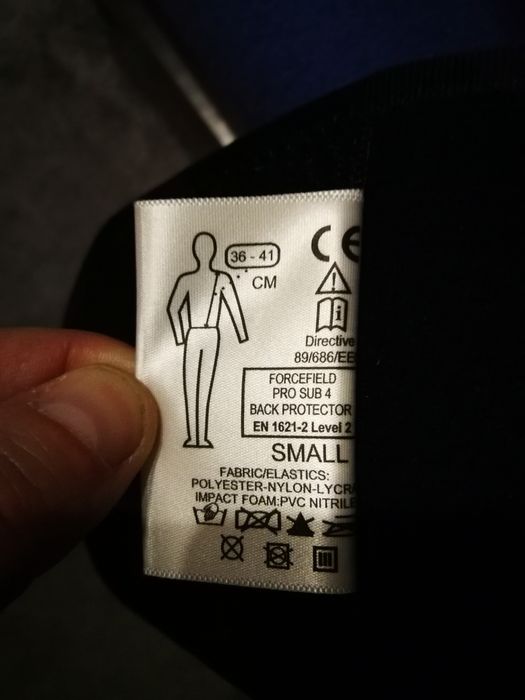 36 - 41
CM
CE
Directive
89/686/EE
FORCEFIELD
PRO SUB 4
BACK PROTECTOR
EN 1621-2 Level 2
SMALL
FABRIC/ELASTICS:
POLYESTER-NYLON-LYCRA
IMPACT FOAM:PVC NITRILE